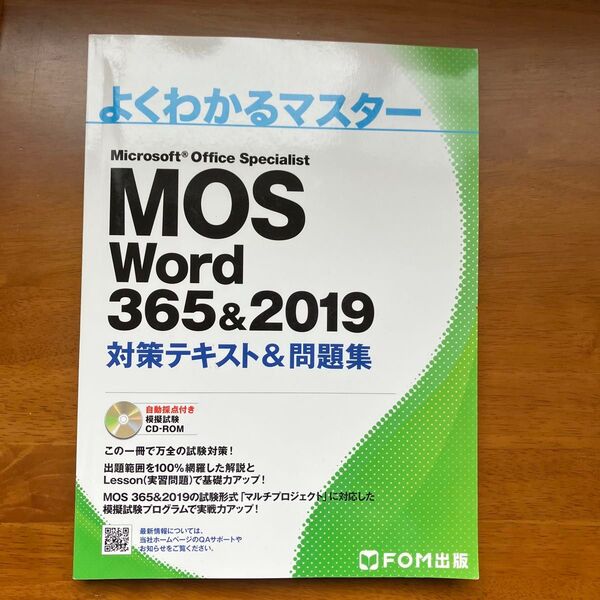 よくわかるマスター
Microsoft® Office Specialist
MOS
Word
365&2019
対策テキスト&問題集
自動採点付き
模擬試験
CD-ROM
この一冊で万全の試験対策!
出題範囲を100%網羅した解説と
Lesson(実習問題)で基礎力アップ!
MOS 365&2019の試験形式「マルチプロジェクト」に対応した
模擬試験プログラムで実戦力アップ!
最新情報については、
当社ホームページのQAサポートや
お知らせをご覧ください。
FOM出版